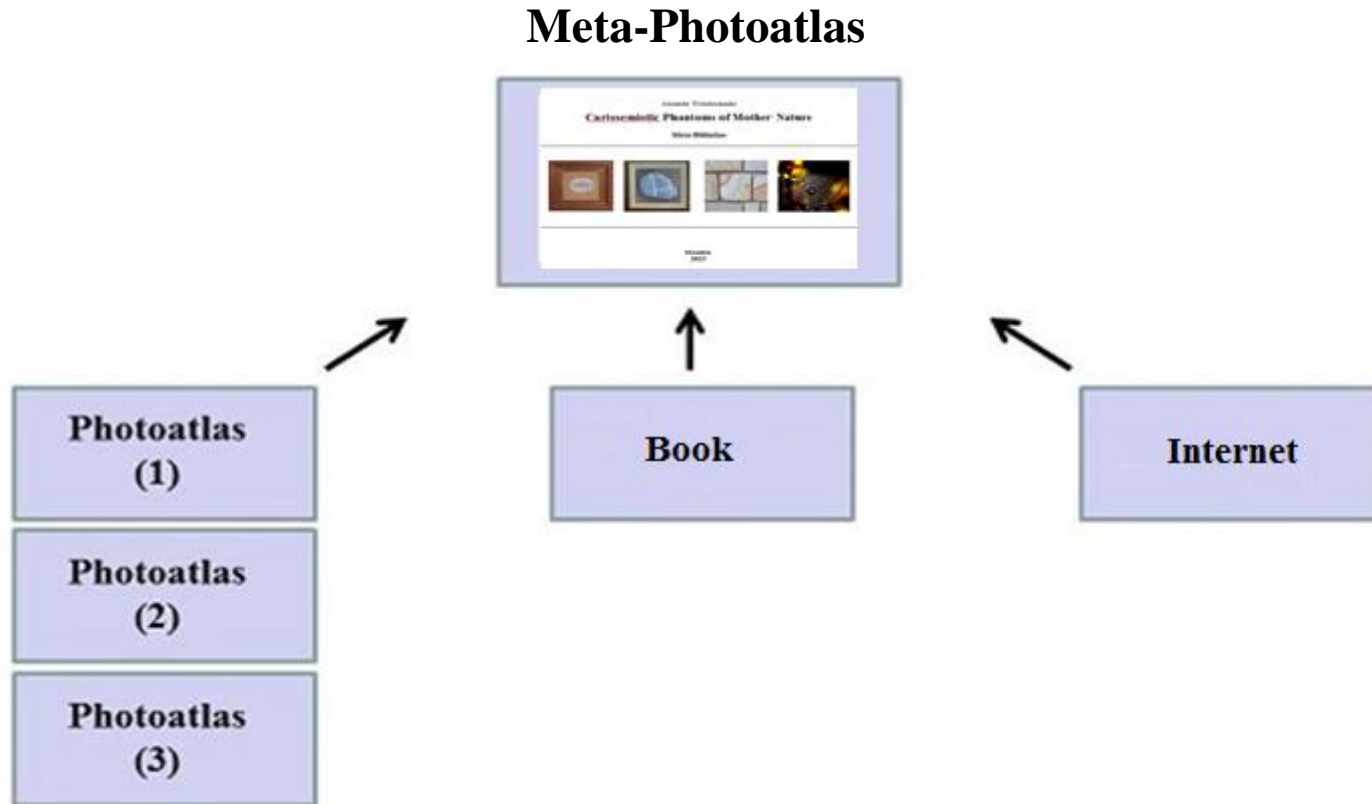 Meta-Photoatlas
Cartosemiotic Phantoms of Mother Nature
Photoatlas
(1)
Book
Internet
Photoatlas
(2)
Photoatlas
(3)